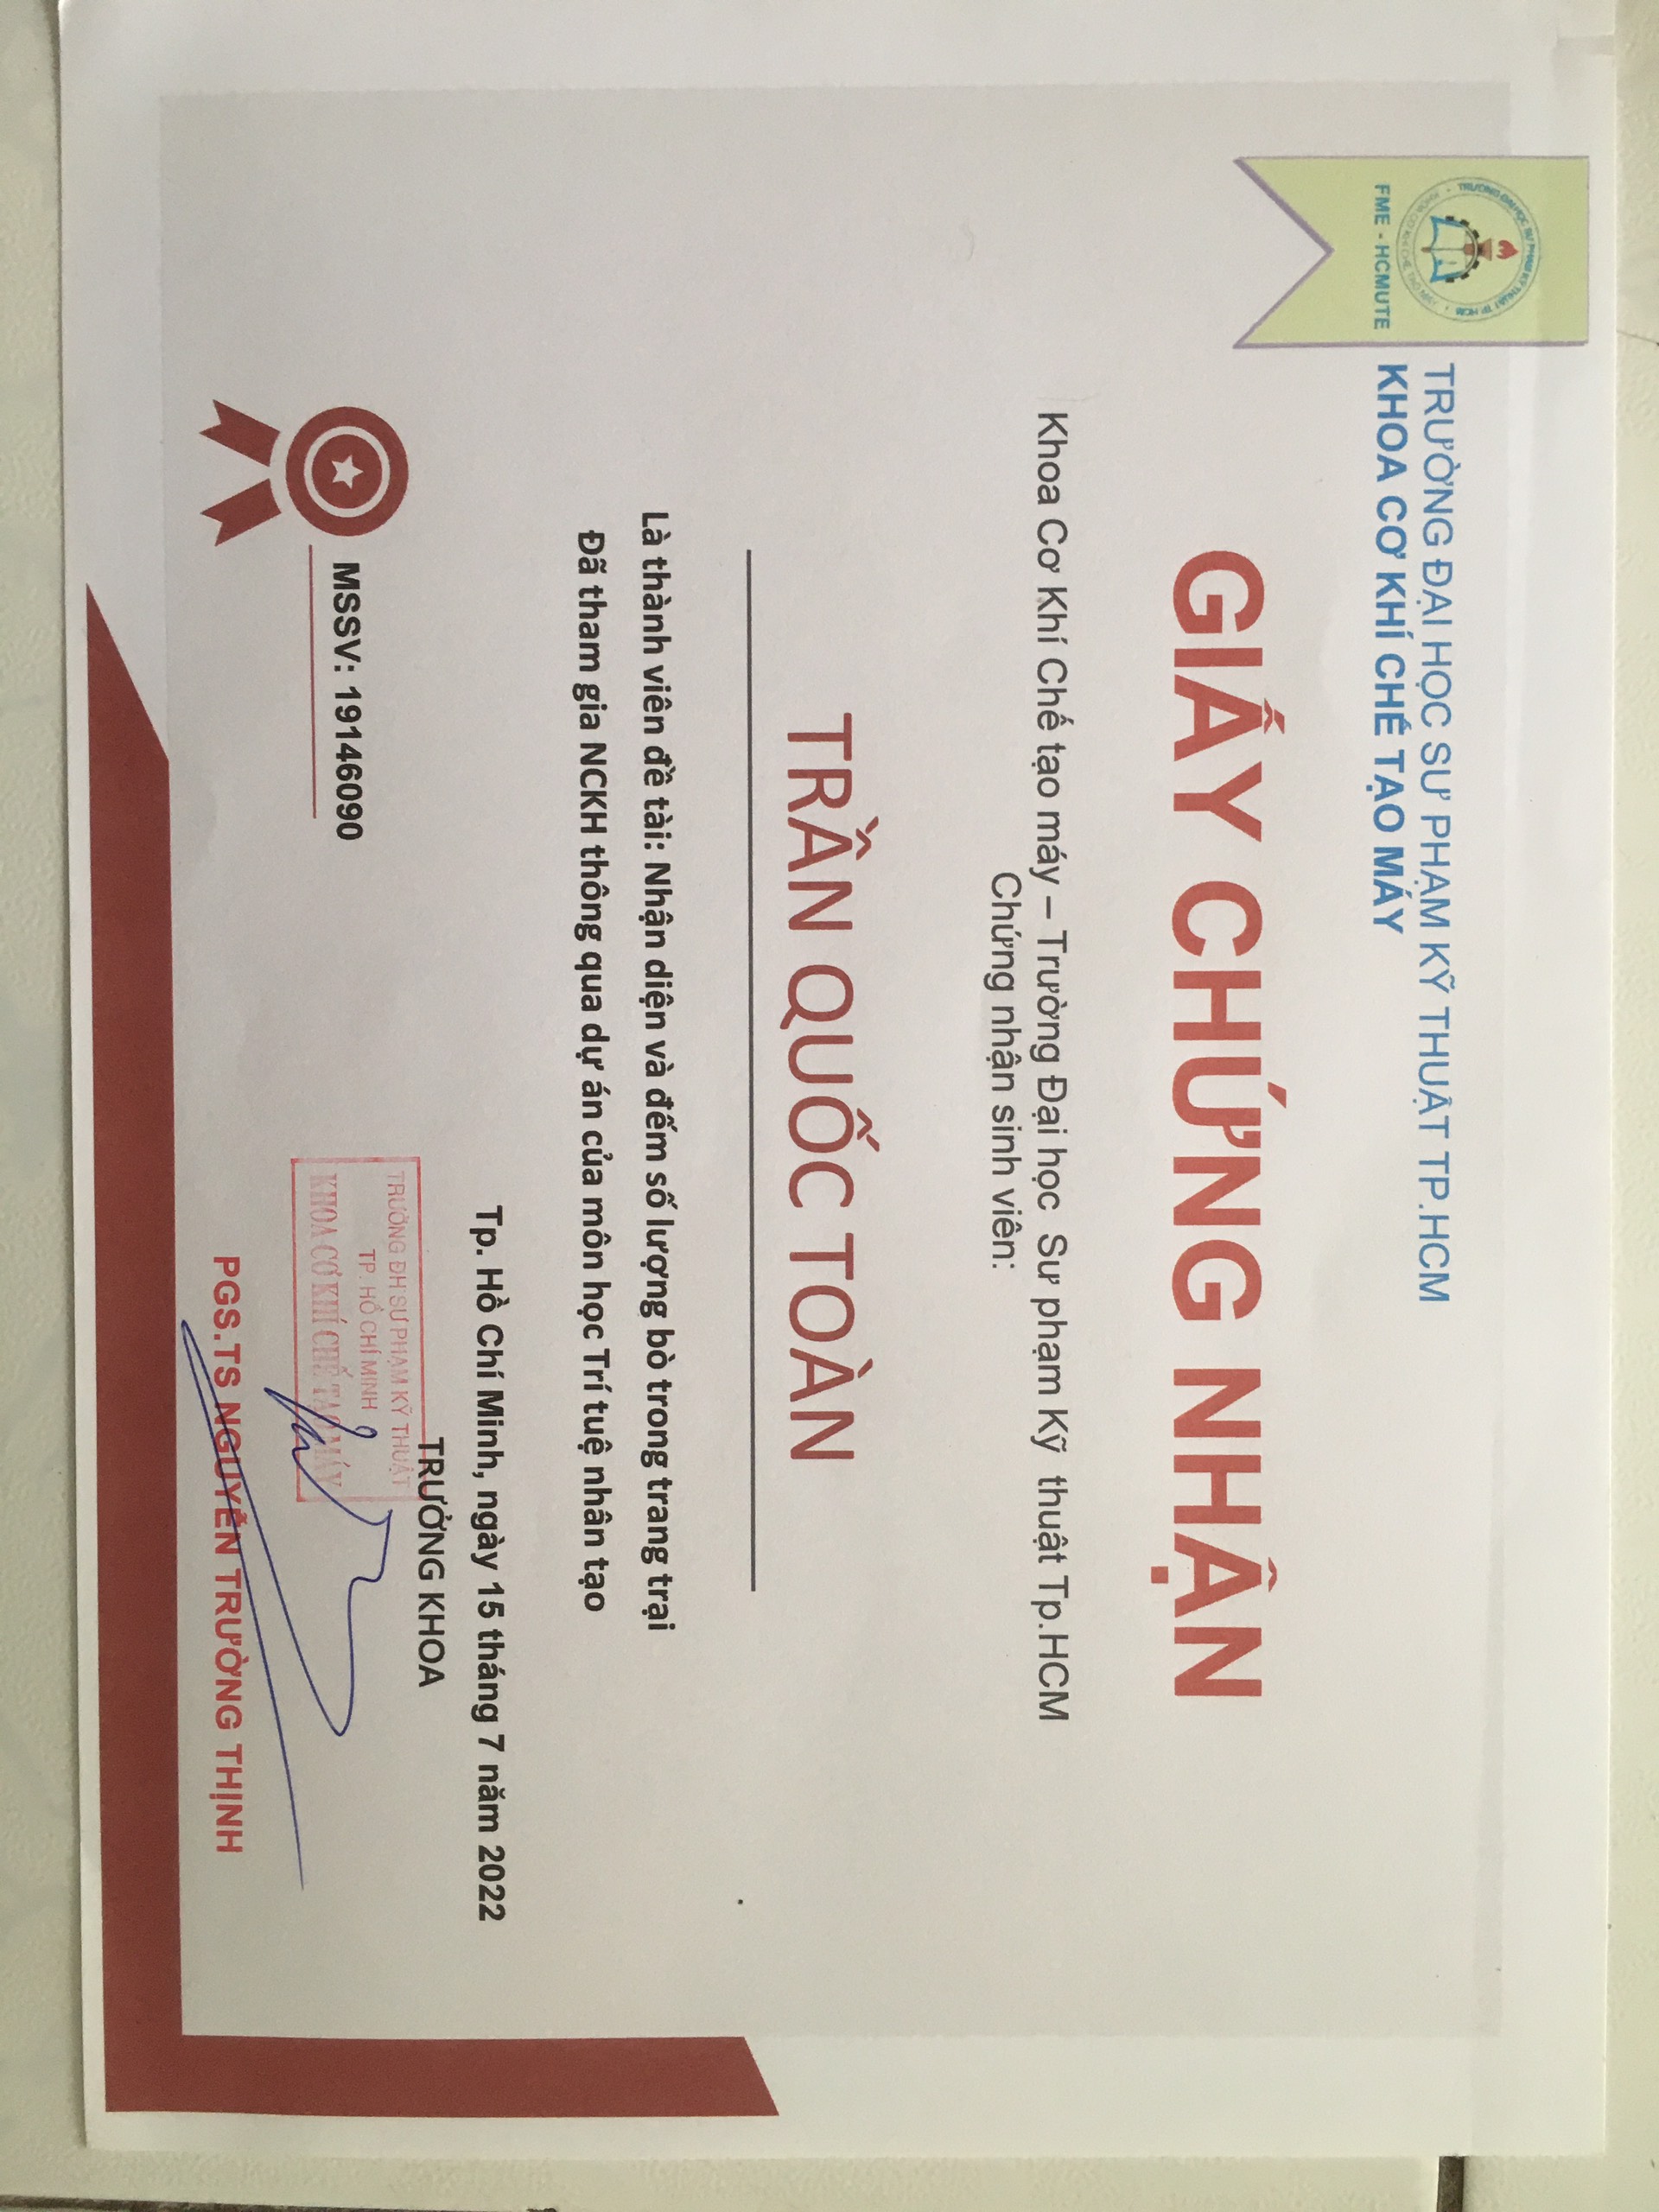 TRƯỜNG ĐẠI HỌC SƯ PHẠM KỸ THUẬT TP.HCM
KHOA CƠ KHÍ CHẾ TẠO MÁY
FME - HCMUTE
TRƯỜNG ĐẠI HỌC SƯ PHẠM KỸ THUẬT TP.HCM
KHOA CƠ KHÍ CHẾ TẠO MÁY
GIẤY CHỨNG NHẬN
Khoa Cơ Khí Chế tạo máy – Trường Đại học Sư phạm Kỹ thuật Tp.HCM
Chứng nhận sinh viên:
TRẦN QUỐC TOÀN
Là thành viên đề tài: Nhận diện và đếm số lượng bò trong trang trại
Đã tham gia NCKH thông qua dự án của môn học Trí tuệ nhân tạo
Tp. Hồ Chí Minh, ngày 15 tháng 7 năm 2022
TRƯỞNG KHOA
TRƯỜNG ĐH SƯ PHẠM KỸ THUẬT
TP. HỒ CHÍ MINH
KHOA CƠ KHÍ CHẾ TẠO MÁY
MSSV: 19146090
PGS.TS NGUYỄN TRƯỜNG THỊNH